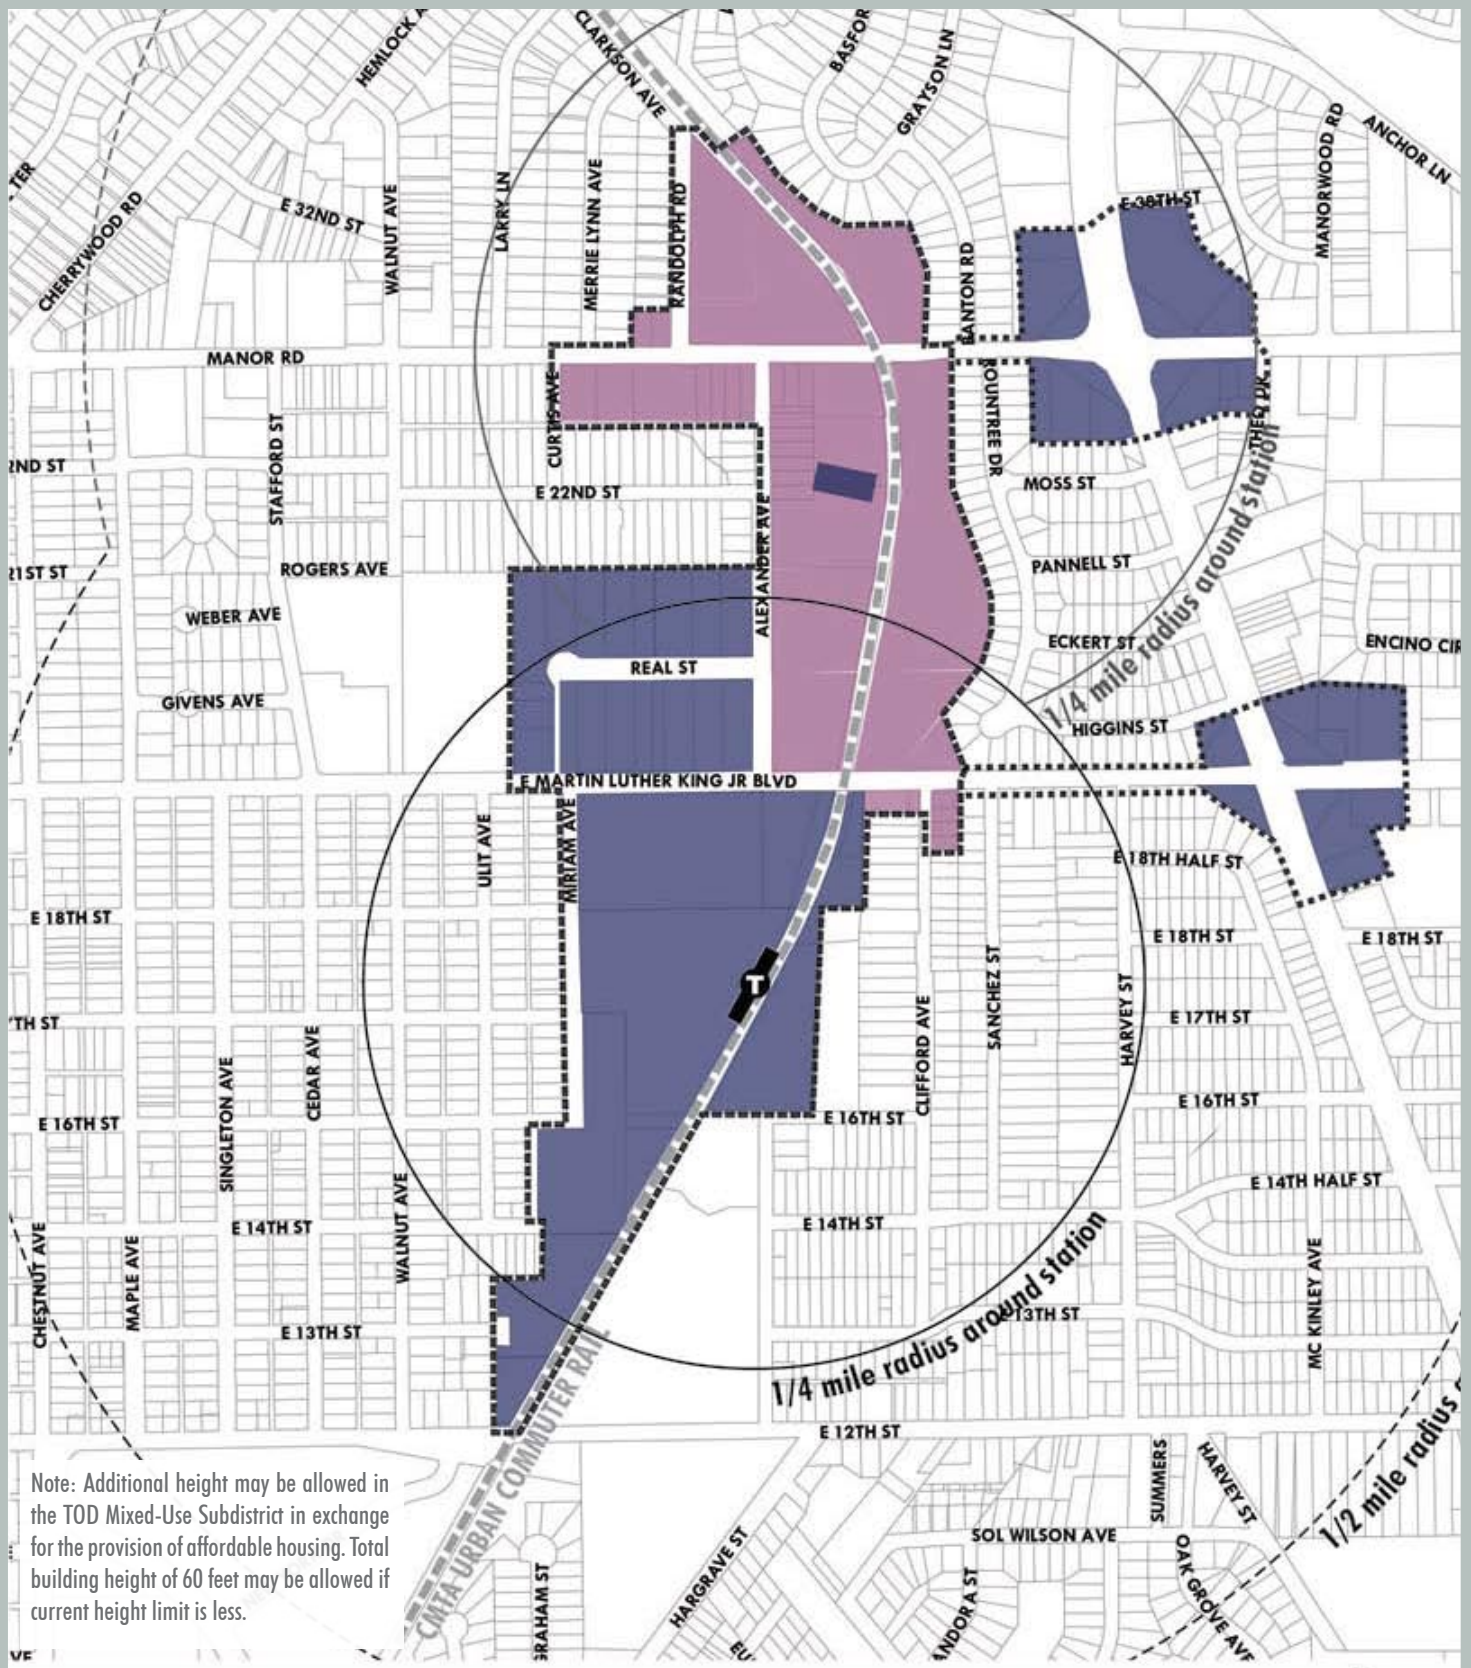 CLARKSON AVE
GRAYSON LN
MANORWOOD RD
ANCHOR LN
CHERRYWOOD RD
E 32ND ST
WALNUT AVE
LARRY LN
MERRIE LYNN AVE
RANDOLPH RD
E 38TH ST
MANOR RD
CURTIS AVE
ROUNTREE DR
STAFFORD ST
2ND ST
E 22ND ST
MOSS ST
ALEXANDER AVE
1/4 mile radius around station
21ST ST
ROGERS AVE
PANNELL ST
WEBER AVE
ECKERT ST
ENCINO CIR
REAL ST
GIVENS AVE
HIGGINS ST
E MARTIN LUTHER KING JR BLVD
ULIT AVE
MIRIAM AVE
E 18TH HALF ST
E 18TH ST
E 18TH ST
E 18TH ST
SANCHEZ ST
T
TH ST
CLIFFORD AVE
HARVEY ST
E 17TH ST
CEDAR AVE
SINGLETON AVE
E 16TH ST
E 16TH ST
E 16TH ST
E 14TH HALF ST
WALNUT AVE
E 14TH ST
E 14TH ST
CHESTNUT AVE
MAPLE AVE
MC KINLEY AVE
E 13TH ST
13TH ST
1/4 mile radius around station
CMTA URBAN COMMUTER RAIL
E 12TH ST
Note: Additional height may be allowed in
the TOD Mixed-Use Subdistrict in exchange
for the provision of affordable housing. Total
building height of 60 feet may be allowed if
current height limit is less.
SUMMERS
HARVEY ST
1/2 mile radius
SOL WILSON AVE
HARGRAVE ST
OAK GROVE AVE